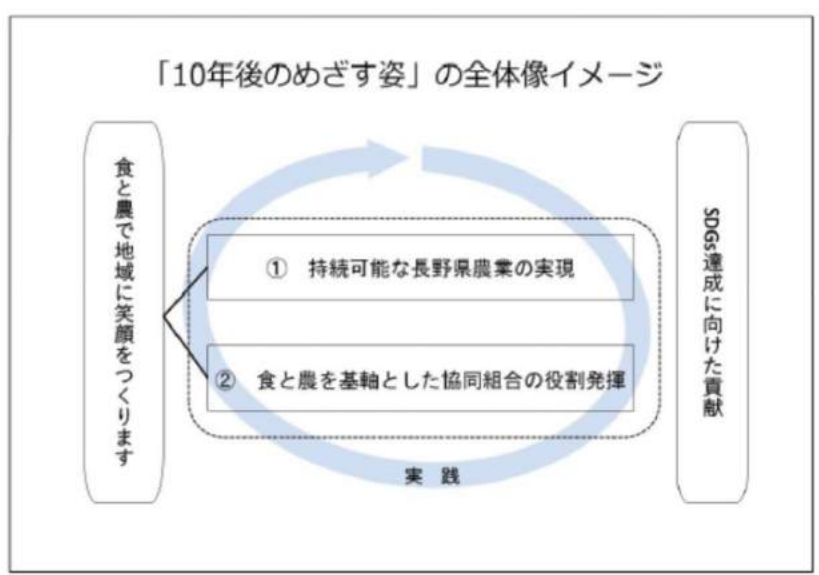 「10年後のめざす姿」の全体像イメージ
食と農で地域に笑顔をつくります
① 持続可能な長野県農業の実現
② 食と農を基軸とした協同組合の役割発揮
実 践
SDGs達成に向けた貢献